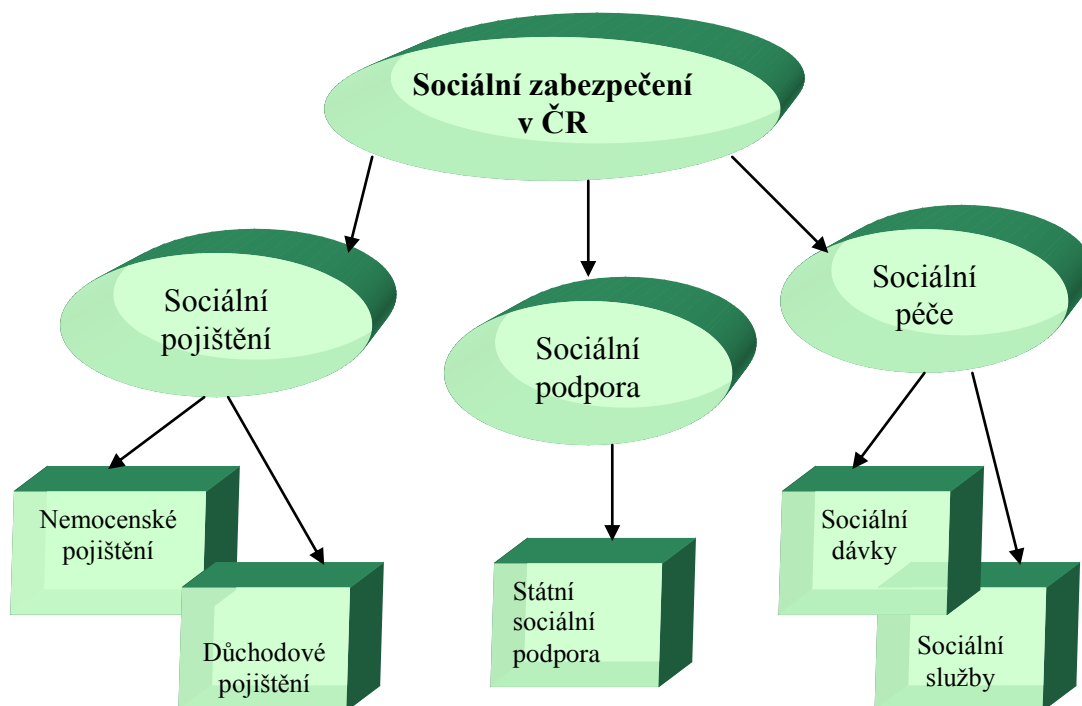 Sociální zabezpečení
v ČR
Sociální
pojištění
Sociální
podpora
Sociální
péče
Nemocenské
pojištění
Důchodové
pojištění
Státní
sociální
podpora
Sociální
dávky
Sociální
služby